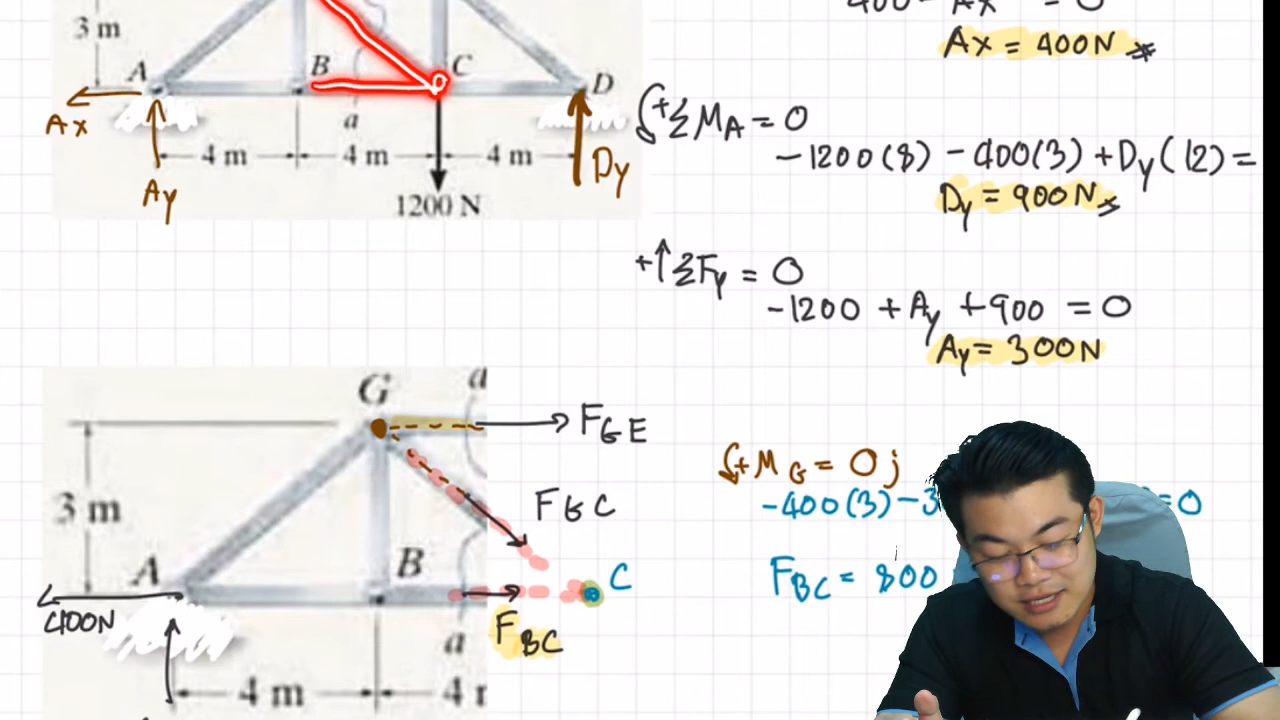 3 m
A
B
C
D
Ax
Ay
a
4 m
4 m
4 m
Dy
1200 N
= 0
Ax = 400N
+ΣMA = 0
-1200(8) - 400(3) + Dy(12) =
Dy = 900N
+↑ΣFy = 0
-1200 + Ay + 900 = 0
Ay = 300N
G
a
FGE
3 m
FGC
A
B
C
400N
FBC
a
4 m
4
+MG = 0;
-400(3) - 3
=0
FBC = 800